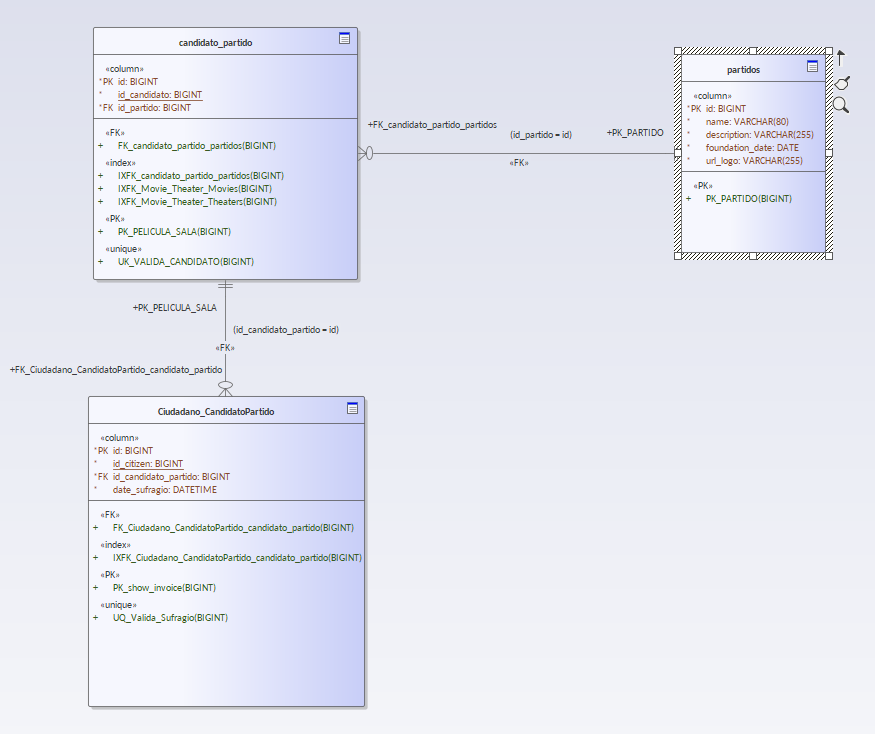 candidato_partido
«column»
*PK id: BIGINT
* id_candidato: BIGINT
*FK id_partido: BIGINT
«FK»
+ FK_candidato_partido_partidos(BIGINT)
«index»
+ IXFK_candidato_partido_partidos(BIGINT)
+ IXFK_Movie_Theater_Movies(BIGINT)
+ IXFK_Movie_Theater_Theaters(BIGINT)
«PK»
+ PK_PELICULA_SALA(BIGINT)
«unique»
+ UK_VALIDA_CANDIDATO(BIGINT)
+FK_candidato_partido_partidos
(id_partido = id)
+PK_PARTIDO
«FK»
partidos
«column»
*PK id: BIGINT
* name: VARCHAR(80)
* description: VARCHAR(255)
* foundation_date: DATE
* url_logo: VARCHAR(255)
«PK»
+ PK_PARTIDO(BIGINT)
+PK_PELICULA_SALA
(id_candidato_partido = id)
«FK»
+FK_Ciudadano_CandidatoPartido_candidato_partido
Ciudadano_CandidatoPartido
«column»
*PK id: BIGINT
* id_citizen: BIGINT
*FK id_candidato_partido: BIGINT
* date_sufragio: DATETIME
«FK»
+ FK_Ciudadano_CandidatoPartido_candidato_partido(BIGINT)
«index»
+ IXFK_Ciudadano_CandidatoPartido_candidato_partido(BIGINT)
«PK»
+ PK_show_invoice(BIGINT)
«unique»
+ UQ_Valida_Sufragio(BIGINT)